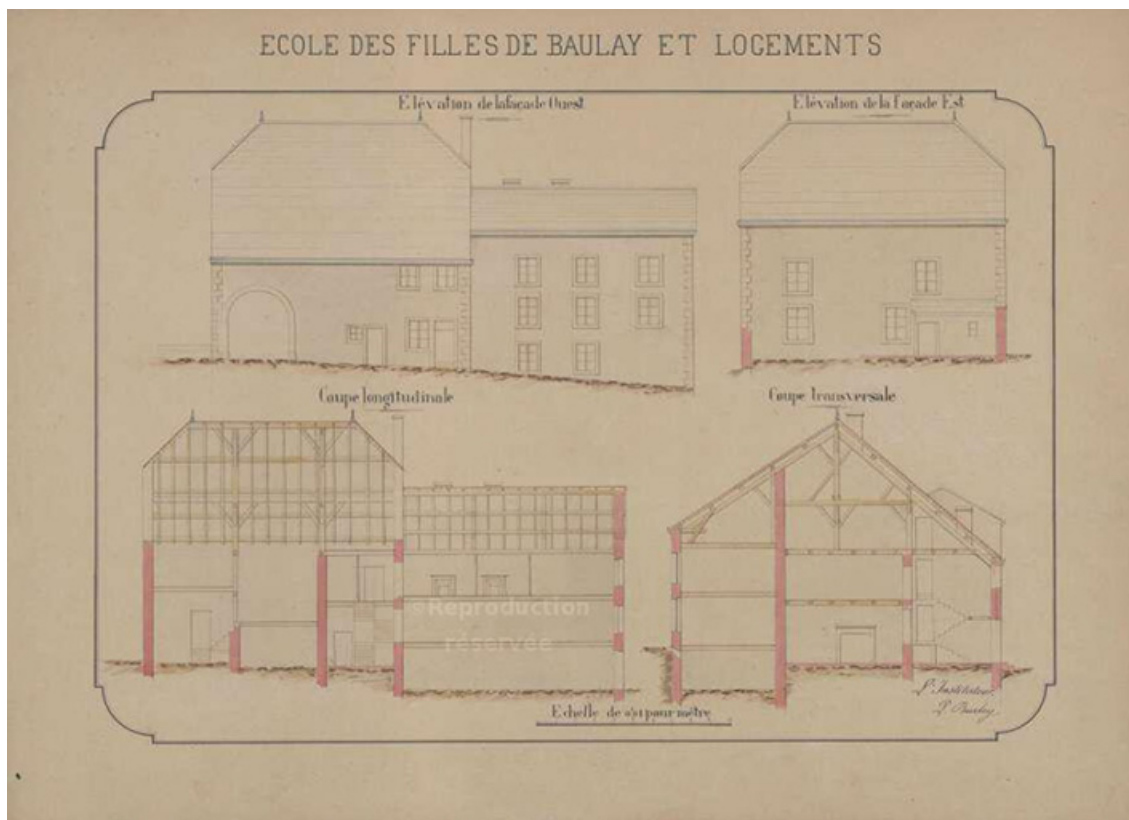 ECOLE DES FILLES DE BAULAY ET LOGEMENTS
Elévation de la façade Ouest
Elévation de la Façade Est
Coupe longitudinale
Coupe transversale
©Reproduction
réservée
L'Instituteur,
Echelle de 0,01 pour mètre